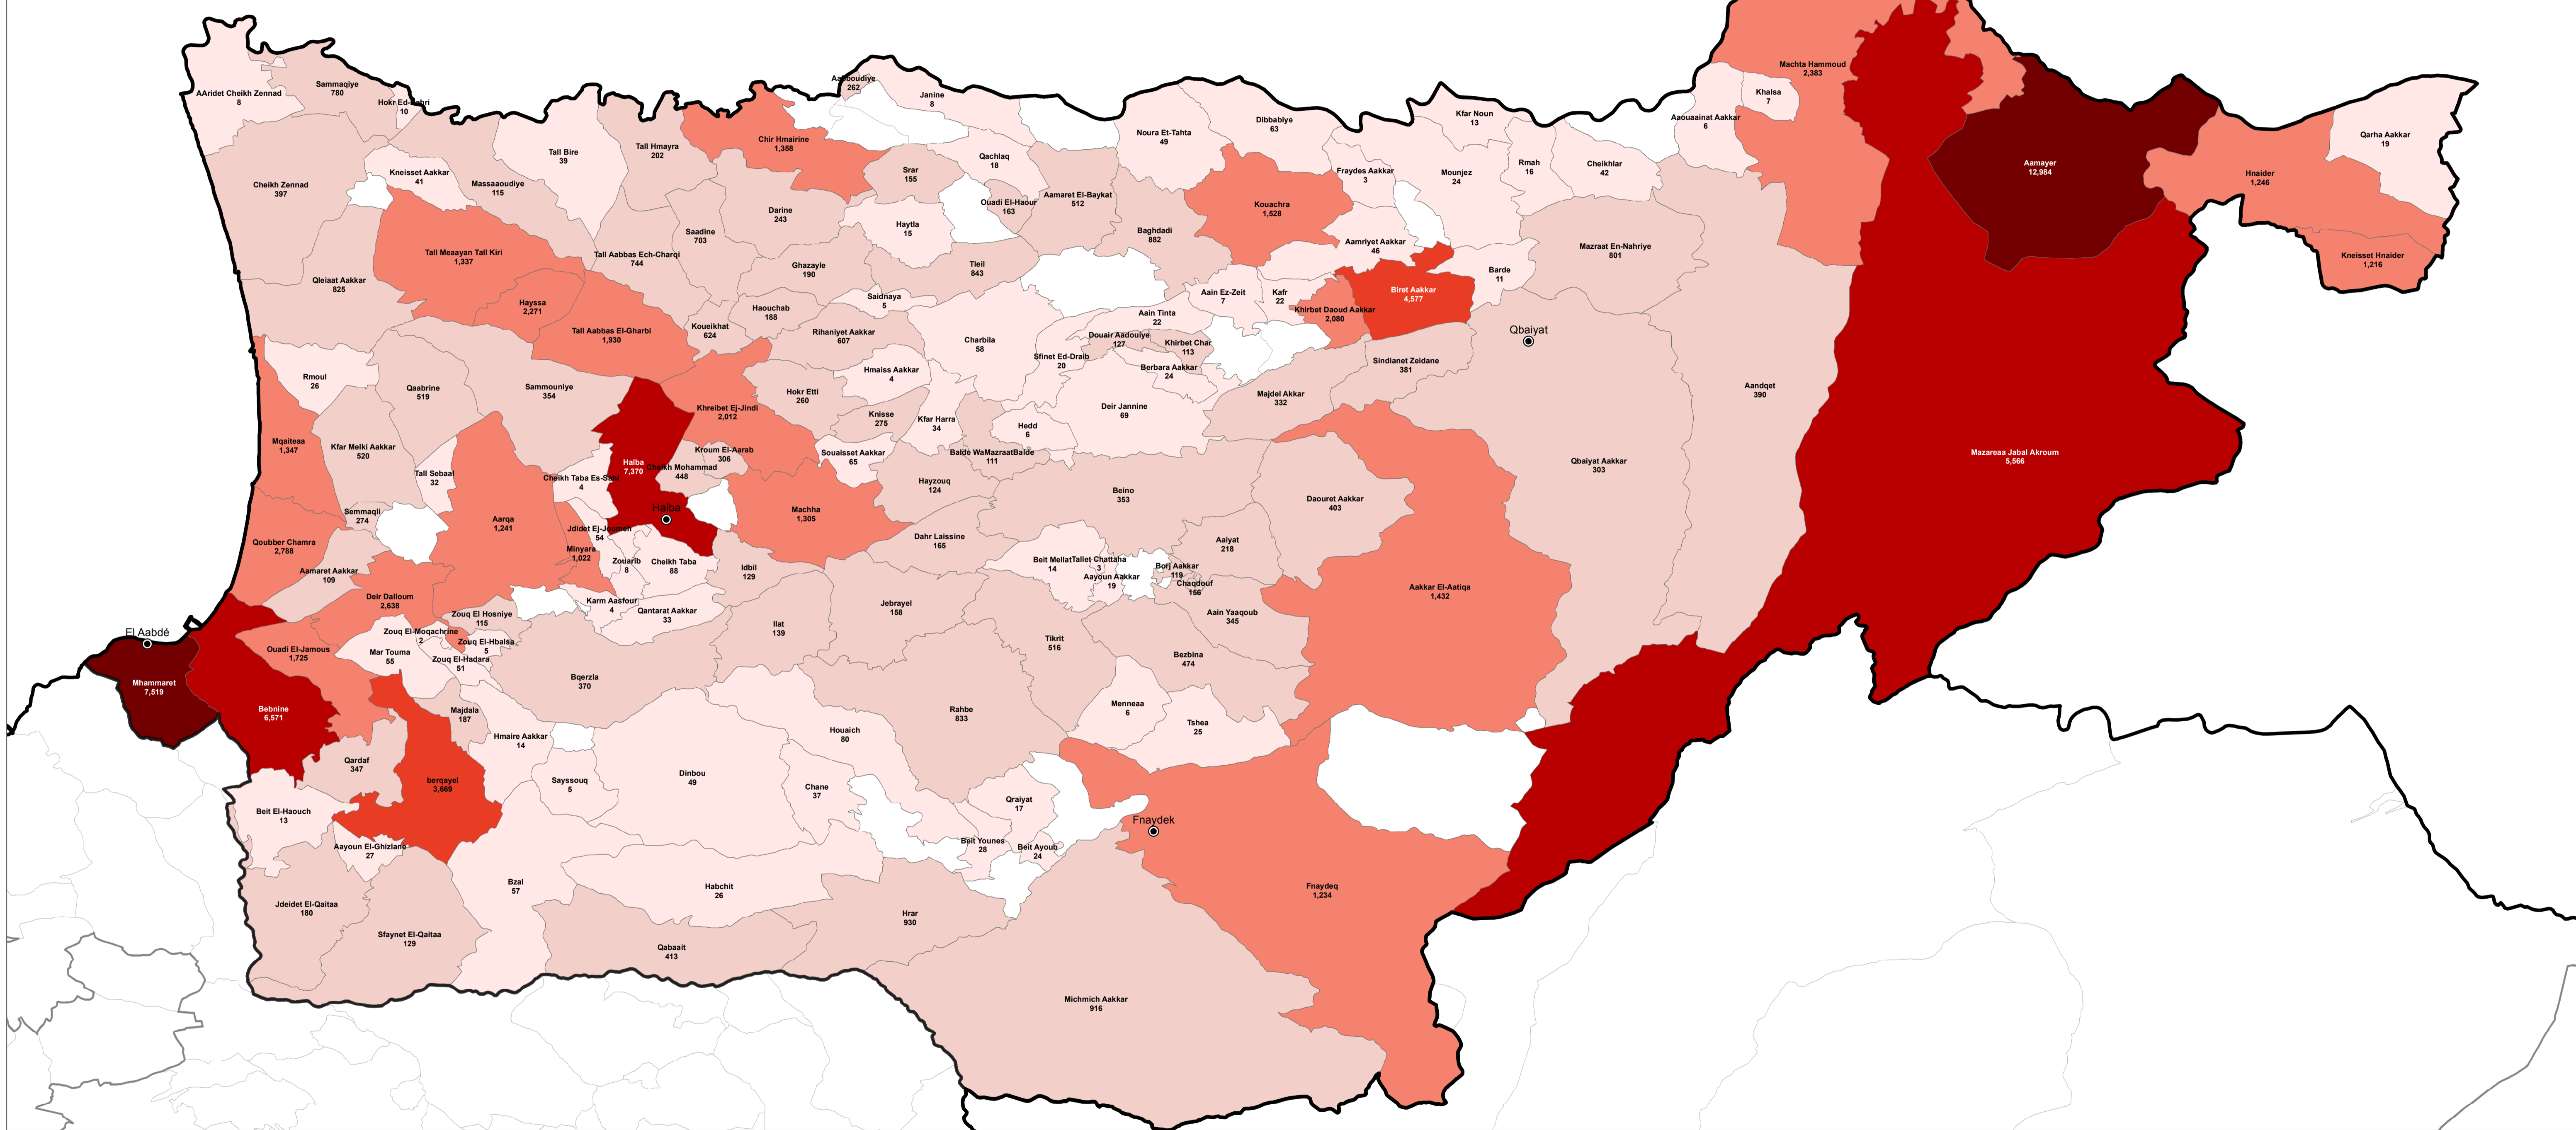 Machta Hammoud
2,383
Aabboudiye
262
Sammaqiye
780
AAridet Cheikh Zennad
8
Hokr Ed-Dahri
10
Janine
8
Khalsa
7
Aaouaainat Aakkar
6
Kfar Noun
13
Dibbabiye
63
Noura Et-Tahta
49
Qarha Aakkar
19
Chir Hmairine
1,358
Tall Hmayra
202
Tall Bire
39
Qachlaq
18
Rmah
16
Cheikhlar
42
Aamayer
12,984
Kneisset Aakkar
41
Srar
155
Fraydes Aakkar
3
Mounjez
24
Hnaider
1,246
Cheikh Zennad
397
Massaaoudiye
115
Aamaret El-Baykat
512
Ouadi El-Haour
163
Kouachra
1,528
Darine
243
Haytla
15
Saadine
703
Baghdadi
882
Aamriyet Aakkar
46
Mazraat En-Nahriye
801
Tall Meaayan Tall Kiri
1,337
Tall Aabbas Ech-Charqi
744
Kneisset Hnaider
1,216
Ghazayle
190
Tleil
843
Barde
11
Qleiaat Aakkar
825
Biret Aakkar
4,577
Aain Ez-Zeit
7
Kafr
22
Saidnaya
5
Hayssa
2,271
Haouchab
188
Khirbet Daoud Aakkar
2,080
Aain Tinta
22
Koueikhat
624
Tall Aabbas El-Gharbi
1,930
Rihaniyet Aakkar
607
Qbaiyat
Charbila
58
Douair Aadouiye
127
Khirbet Char
113
Sfinet Ed-Draib
20
Sindianet Zeidane
381
Berbara Aakkar
24
Hmaiss Aakkar
4
Rmoul
26
Qaabrine
519
Sammouniye
354
Aandqet
390
Hokr Etti
260
Majdel Akkar
332
Khreibet Ej-Jindi
2,012
Deir Jannine
69
Knisse
275
Kfar Harra
34
Hedd
6
Mqaiteaa
1,347
Kfar Melki Aakkar
520
Kroum El-Aarab
306
Souaisset Aakkar
65
Balde WaMazraatBalde
111
Mazareaa Jabal Akroum
5,566
Halba
7,370
Cheikh Mohammad
448
Qbaiyat Aakkar
303
Tall Sebaal
32
Cheikh Taba Es-Sahl
4
Hayzouq
124
Beino
353
Daouret Aakkar
403
Halba
Machha
1,305
Semmaqli
274
Aarqa
1,241
Jdidet Ej-Joumeh
54
Dahr Laissine
165
Aaiyat
218
Qoubber Chamra
2,788
Minyara
1,022
Zouarib
8
Cheikh Taba
88
Idbil
129
Beit Mellat
14
Tallet Chattaha
3
Borj Aakkar
119
Aamaret Aakkar
109
Aayoun Aakkar
19
Chaqdouf
156
Aakkar El-Aatiqa
1,432
Deir Dalloum
2,638
Karm Aasfour
4
Qantarat Aakkar
33
Jebrayel
158
Zouq El Hosniye
115
Aain Yaaqoub
345
Ilat
139
El Aabdé
Zouq El-Moqachrine
2
Zouq El-Hbalsa
5
Tikrit
516
Ouadi El-Jamous
1,725
Mar Touma
55
Zouq El-Hadara
51
Bezbina
474
Bqerzla
370
Mhammaret
7,519
Bebnine
6,571
Majdala
187
Rahbe
833
Menneaa
6
Tshea
25
Hmaire Aakkar
14
Houaich
80
Qardaf
347
Dinbou
49
berqayel
3,669
Sayssouq
5
Chane
37
Qraiyat
17
Beit El-Haouch
13
Fnaydek
Beit Younes
28
Beit Ayoub
24
Aayoun El-Ghizlane
27
Bzal
57
Habchit
26
Fnaydeq
1,234
Jdeidet El-Qaitaa
180
Hrar
930
Sfaynet El-Qaitaa
129
Qabaait
413
Michmich Aakkar
916